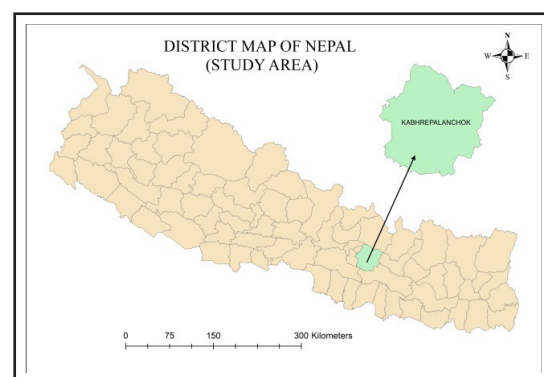 DISTRICT MAP OF NEPAL
(STUDY AREA)
N
W E
S
KABHREPALANCHOK
0 75 150 300 Kilometers